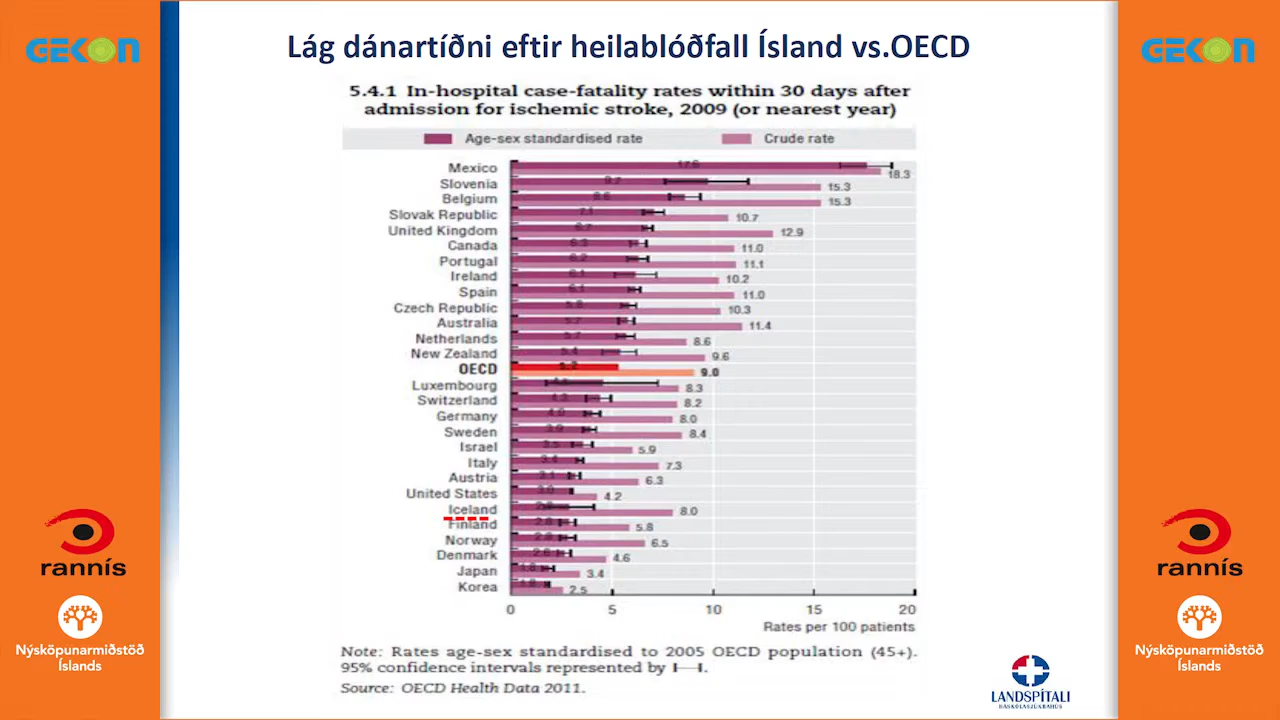 GEKON
GEKON
Lág dánartíðni eftir heilablóðfall Ísland vs.OECD
5.4.1 In-hospital case-fatality rates within 30 days after
admission for ischemic stroke, 2009 (or nearest year)
Age-sex standardised rate
Crude rate
Mexico 17.6 18.3
Slovenia 9.7 15.3
Belgium 8.6 15.3
Slovak Republic 7.1 10.7
United Kingdom 6.7 12.9
Canada 6.3 11.0
Portugal 6.2 11.1
Ireland 6.1 10.2
Spain 6.1 11.0
Czech Republic 5.8 10.3
Australia 5.7 11.4
Netherlands 5.7 8.6
New Zealand 5.4 9.6
OECD 5.2 9.0
Luxembourg 8.3
Switzerland 4.3 8.2
Germany 4.0 8.0
Sweden 3.9 8.4
Israel 3.5 5.9
Italy 3.4 7.3
Austria 3.1 6.3
United States 3.0 4.2
Iceland 8.0
Finland 2.8 5.8
Norway 2.8 6.5
Denmark 2.6 4.6
Japan 1.8 3.4
Korea 1.8 2.5
0 5 10 15 20
Rates per 100 patients
Note: Rates age-sex standardised to 2005 OECD population (45+).
95% confidence intervals represented by
Source: OECD Health Data 2011.
rannís
Nýsköpunarmiðstöð
Íslands
LANDSPÍTALI
HÁSKÓLASJÚKRAHÚS
rannís
Nýsköpunarmiðstöð
Íslands